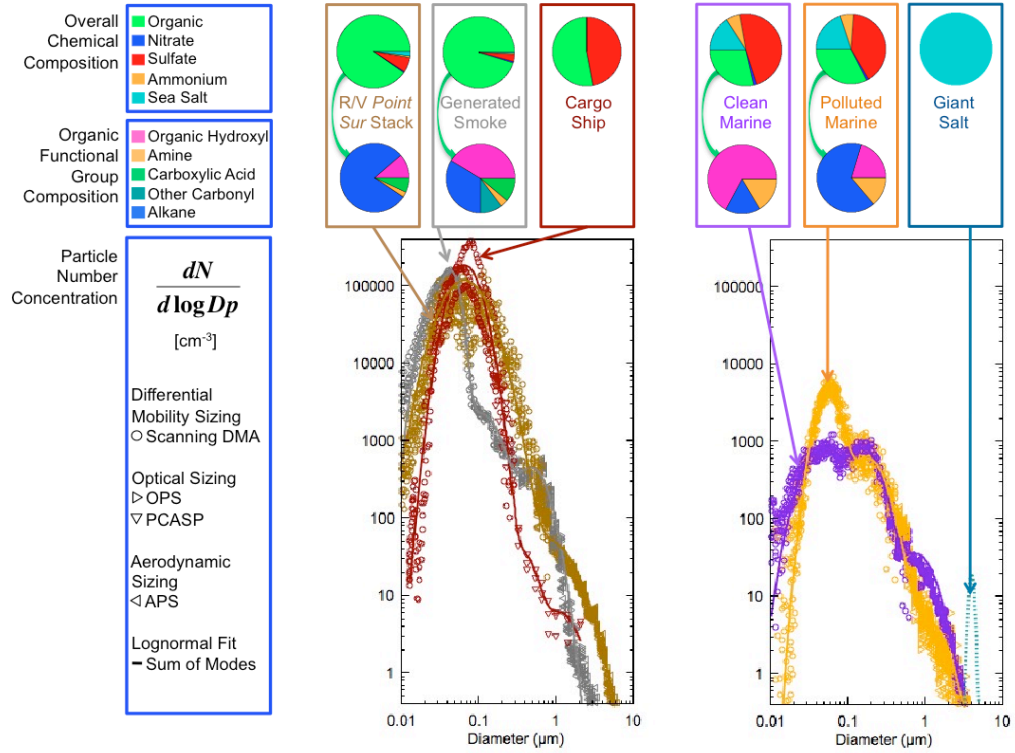 Overall
Chemical
Composition
Organic
Nitrate
Sulfate
Ammonium
Sea Salt
Organic
Functional
Group
Composition
Organic Hydroxyl
Amine
Carboxylic Acid
Other Carbonyl
Alkane
R/V Point
Sur Stack
Generated
Smoke
Cargo
Ship
Clean
Marine
Polluted
Marine
Giant
Salt
Particle
Number
Concentration
dN
d log Dp
[cm-3]
Differential
Mobility Sizing
Scanning DMA
Optical Sizing
OPS
PCASP
Aerodynamic
Sizing
APS
Lognormal Fit
Sum of Modes
100000
10000
1000
100
10
1
0.01 0.1 1 10
Diameter (μm)
100000
10000
1000
100
10
1
0.01 0.1 1 10
Diameter (μm)